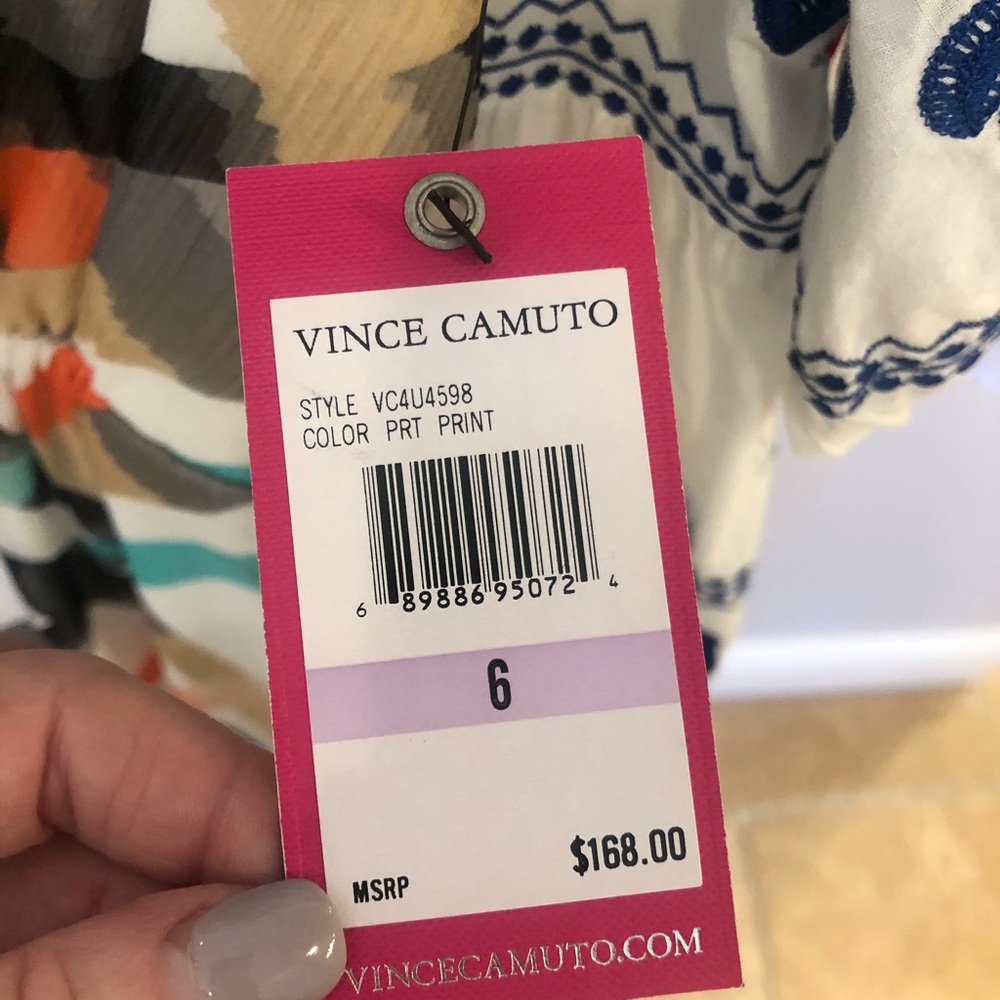 VINCE CAMUTO
STYLE VC4U4598
COLOR PRT PRINT
6 89886 95072 4
6
$168.00
MSRP
VINCECAMUTO.COM